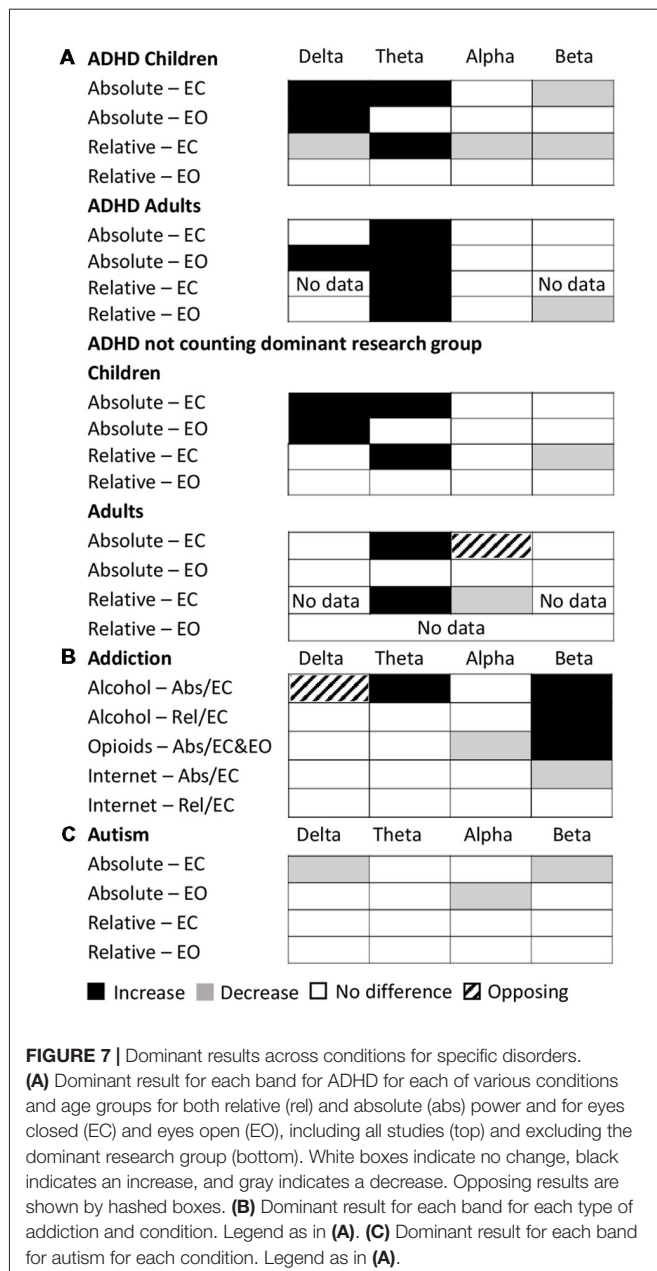 A ADHD Children Delta Theta Alpha Beta
Absolute – EC
Absolute – EO
Relative – EC
Relative – EO
ADHD Adults
Absolute – EC
Absolute – EO
Relative – EC No data No data
Relative – EO
ADHD not counting dominant research group
Children
Absolute – EC
Absolute – EO
Relative – EC
Relative – EO
Adults
Absolute – EC
Absolute – EO
Relative – EC No data No data
Relative – EO No data
B Addiction Delta Theta Alpha Beta
Alcohol – Abs/EC
Alcohol – Rel/EC
Opioids – Abs/EC&EO
Internet – Abs/EC
Internet – Rel/EC
C Autism Delta Theta Alpha Beta
Absolute – EC
Absolute – EO
Relative – EC
Relative – EO
Increase Decrease No difference Opposing
FIGURE 7 | Dominant results across conditions for specific disorders.
(A) Dominant result for each band for ADHD for each of various conditions
and age groups for both relative (rel) and absolute (abs) power and for eyes
closed (EC) and eyes open (EO), including all studies (top) and excluding the
dominant research group (bottom). White boxes indicate no change, black
indicates an increase, and gray indicates a decrease. Opposing results are
shown by hashed boxes. (B) Dominant result for each band for each type of
addiction and condition. Legend as in (A). (C) Dominant result for each band
for autism for each condition. Legend as in (A).